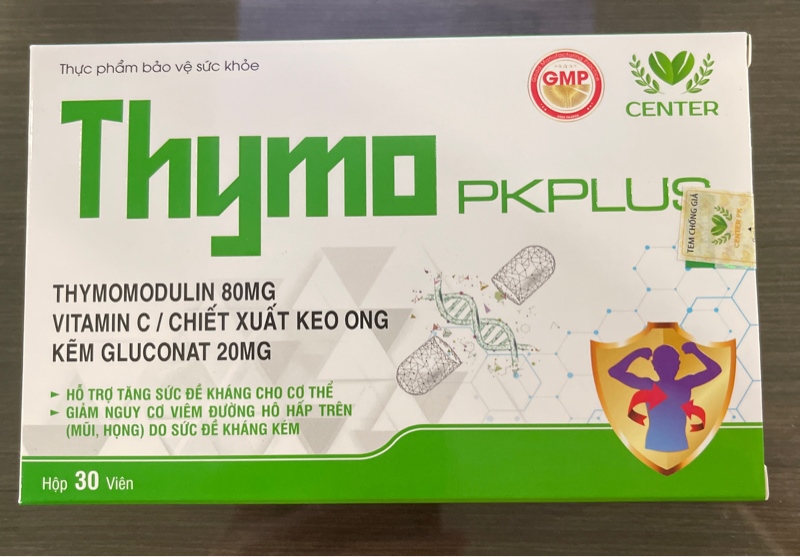 Thực phẩm bảo vệ sức khỏe
GMP
CENTER
Thymo PKPLUS
TEM CHỐNG GIẢ
CENTER PK
THYMOMODULIN 80MG
VITAMIN C / CHIẾT XUẤT KEO ONG
KẼM GLUCONAT 20MG
► HỖ TRỢ TĂNG SỨC ĐỀ KHÁNG CHO CƠ THỂ
► GIẢM NGUY CƠ VIÊM ĐƯỜNG HÔ HẤP TRÊN
(MŨI, HỌNG) DO SỨC ĐỀ KHÁNG KÉM
Hộp 30 Viên